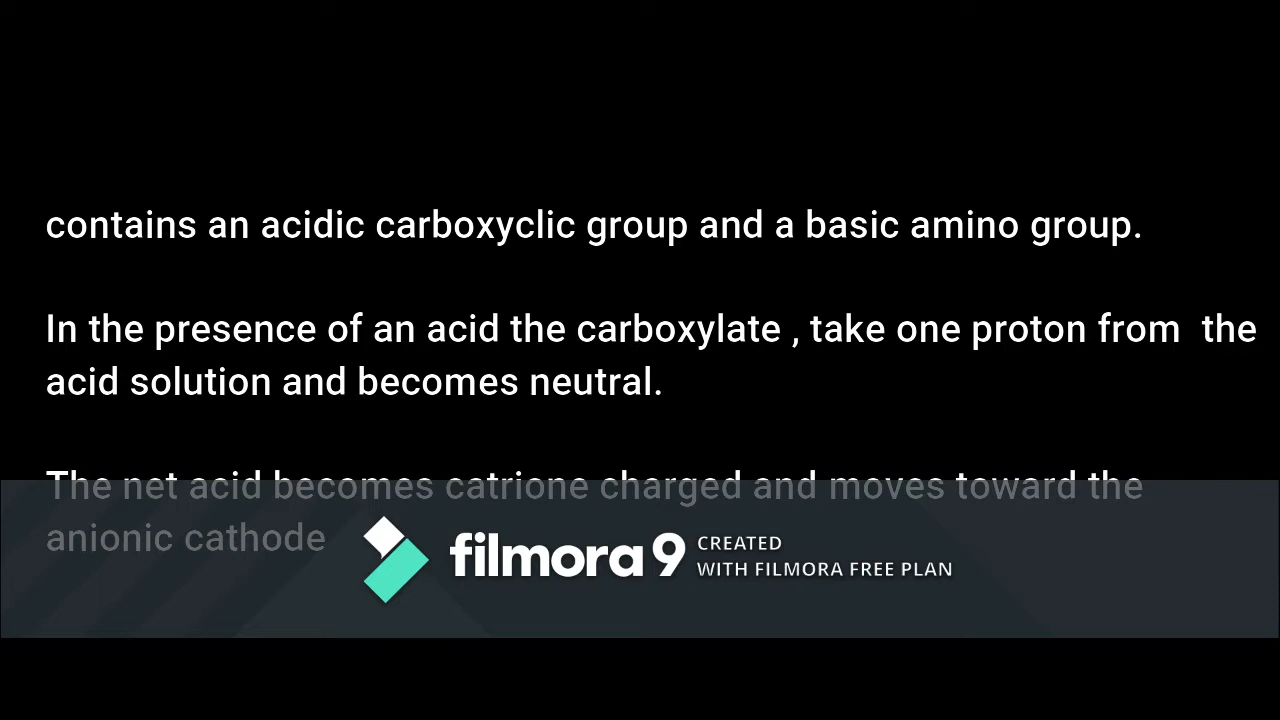 contains an acidic carboxyclic group and a basic amino group.
In the presence of an acid the carboxylate , take one proton from  the
acid solution and becomes neutral.
The net acid becomes catrione charged and moves toward the
anionic cathode
filmora9 CREATED
WITH FILMORA FREE PLAN